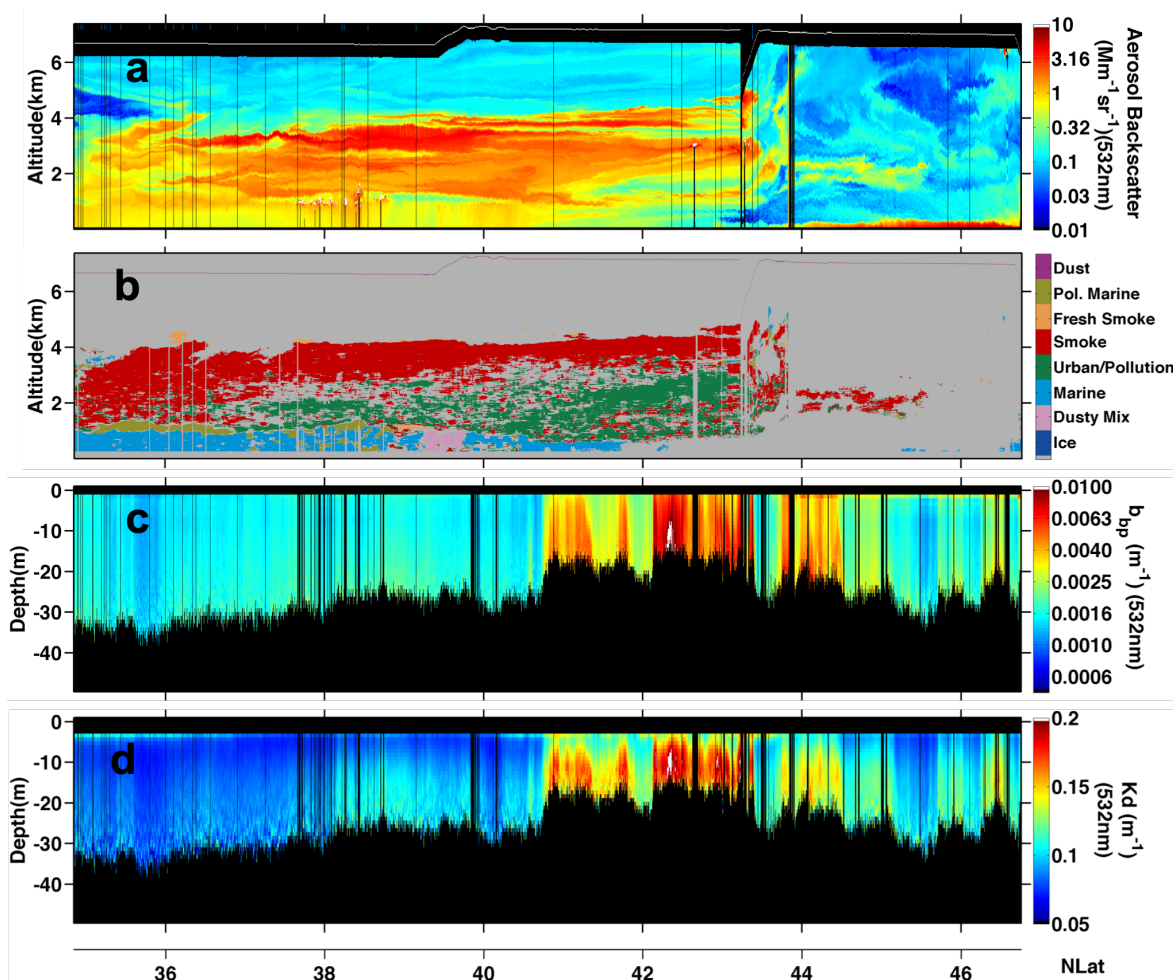 a
Altitude(km)
6
4
2
10
3.16
1
0.32
0.1
0.03
0.01
Aerosol Backscatter
(Mm⁻¹ sr⁻¹)(532nm)
b
Altitude(km)
6
4
2
Dust
Pol. Marine
Fresh Smoke
Smoke
Urban/Pollution
Marine
Dusty Mix
Ice
c
Depth(m)
0
-10
-20
-30
-40
0.0100
0.0063
0.0040
0.0025
0.0016
0.0010
0.0006
b_bp (m⁻¹) (532nm)
d
Depth(m)
0
-10
-20
-30
-40
0.2
0.15
0.1
0.05
Kd (m⁻¹)
(532nm)
36 38 40 42 44 46 NLat